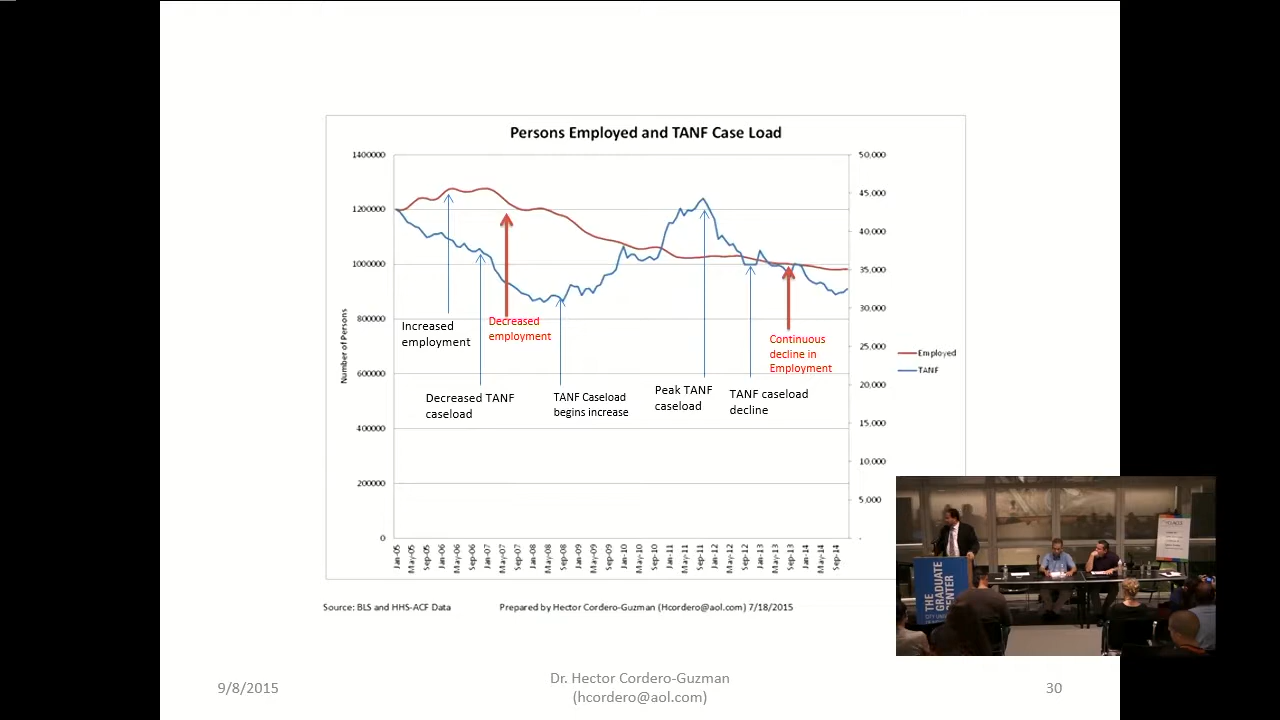 Persons Employed and TANF Case Load
1400000
1200000
1000000
800000
600000
400000
200000
0
Number of Persons
50,000
45,000
40,000
35,000
30,000
25,000
20,000
15,000
10,000
5,000
-
Increased
employment
Decreased
employment
Decreased TANF
caseload
TANF Caseload
begins increase
Peak TANF
caseload
TANF caseload
decline
Continuous
decline in
Employment
Employed
TANF
Jan-05
May-05
Sep-05
Jan-06
May-06
Sep-06
Jan-07
May-07
Sep-07
Jan-08
May-08
Sep-08
Jan-09
May-09
Sep-09
Jan-10
May-10
Sep-10
Jan-11
May-11
Sep-11
Jan-12
May-12
Sep-12
Jan-13
May-13
Sep-13
Jan-14
May-14
Sep-14
Source: BLS and HHS-ACF Data
Prepared by Hector Cordero-Guzman (Hcordero@aol.com) 7/18/2015
THE
GRADUATE
CENTER
9/8/2015
Dr. Hector Cordero-Guzman
(hcordero@aol.com)
30